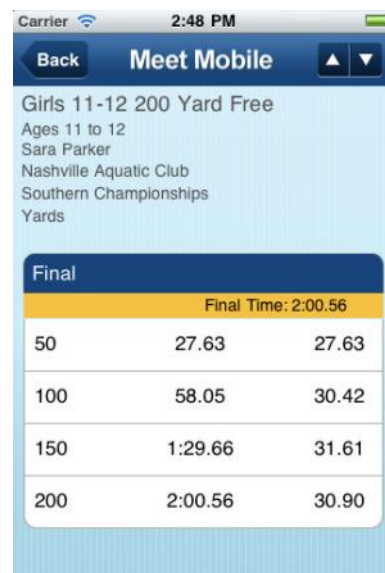 Carrier 2:48 PM
Back Meet Mobile
Girls 11-12 200 Yard Free
Ages 11 to 12
Sara Parker
Nashville Aquatic Club
Southern Championships
Yards
Final
Final Time: 2:00.56
50 27.63 27.63
100 58.05 30.42
150 1:29.66 31.61
200 2:00.56 30.90